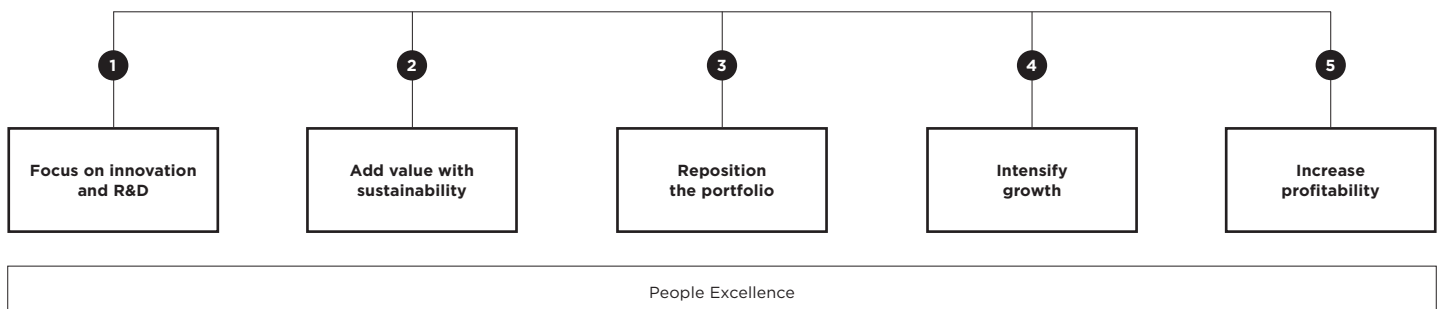 1
2
3
4
5
Focus on innovation
and R&D
Add value with
sustainability
Reposition
the portfolio
Intensify
growth
Increase
profitability
People Excellence